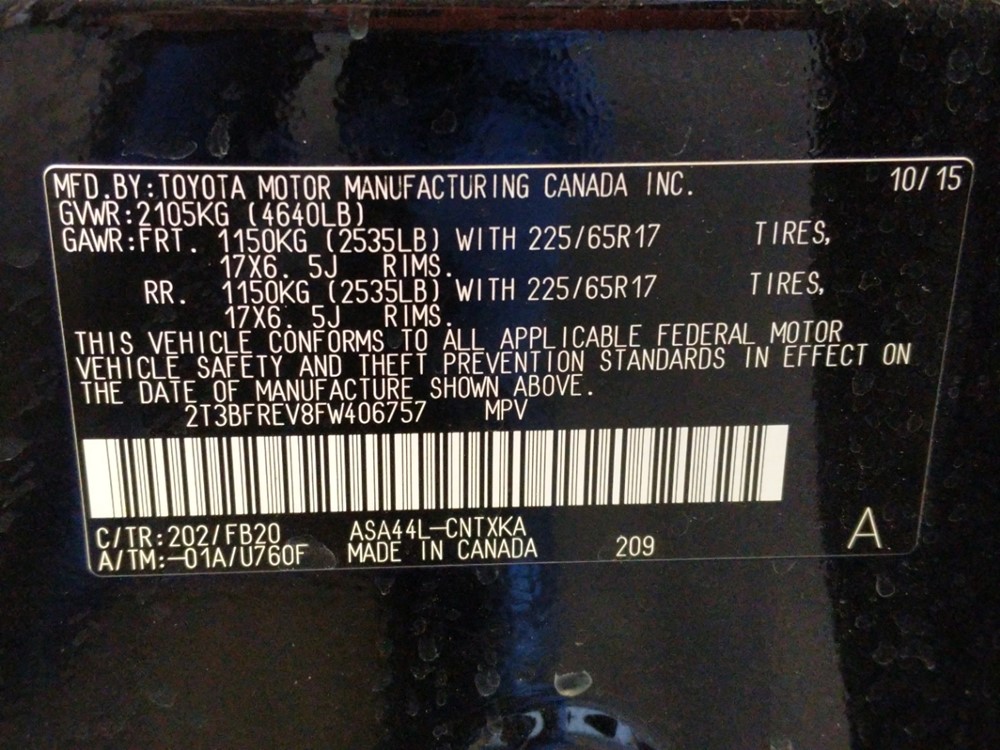 MFD.BY:TOYOTA MOTOR MANUFACTURING CANADA INC. 10/15
GVWR:2105KG (4640LB)
GAWR:FRT. 1150KG (2535LB) WITH 225/65R17 TIRES,
17X6.5J RIMS.
RR. 1150KG (2535LB) WITH 225/65R17 TIRES,
17X6.5J RIMS.
THIS VEHICLE CONFORMS TO ALL APPLICABLE FEDERAL MOTOR
VEHICLE SAFETY AND THEFT PREVENTION STANDARDS IN EFFECT ON
THE DATE OF MANUFACTURE SHOWN ABOVE.
2T3BFREV8FW406757 MPV
C/TR:202/FB20 ASA44L-CNTXKA
A/TM:-01A/U760F MADE IN CANADA 209 A